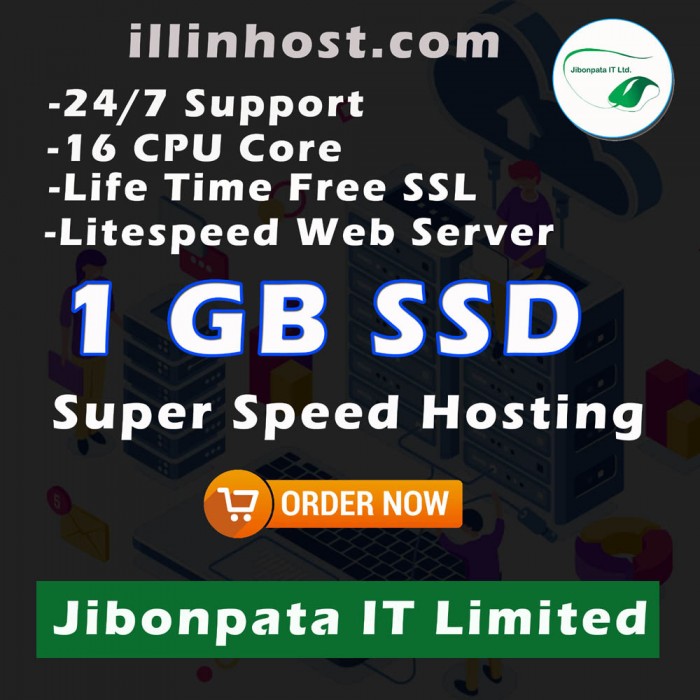 illinhost.com
Jibonpata IT Ltd.
-24/7 Support
-16 CPU Core
-Life Time Free SSL
-Litespeed Web Server
1 GB SSD
Super Speed Hosting
ORDER NOW
Jibonpata IT Limited